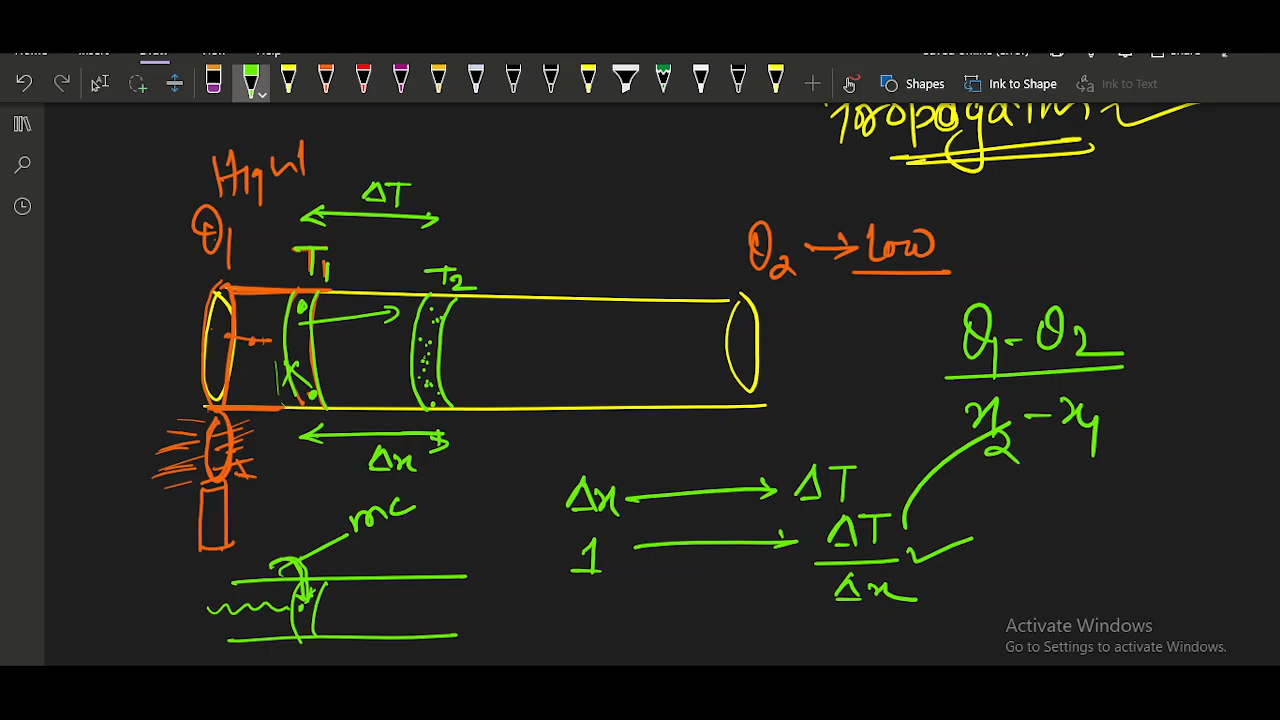 Shapes
Ink to Shape
Ink to Text
Propagation
High
θ1
ΔT
T1
T2
θ2 → Low
θ1 - θ2
x2 - x1
Δx
Δx → ΔT
1 → ΔT
Δx
mc
Activate Windows
Go to Settings to activate Windows.